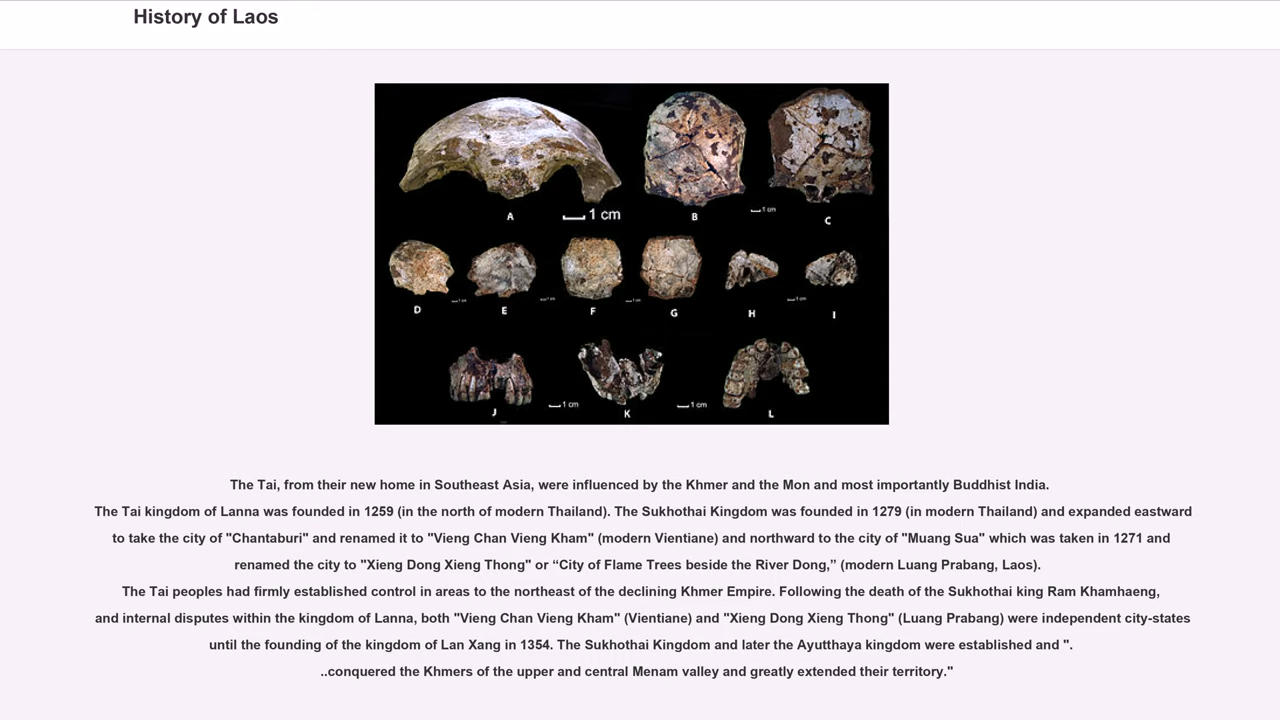 History of Laos
A
1 cm
B
1 cm
C
D
E
F
G
H
I
J
1 cm
K
1 cm
L
The Tai, from their new home in Southeast Asia, were influenced by the Khmer and the Mon and most importantly Buddhist India.
The Tai kingdom of Lanna was founded in 1259 (in the north of modern Thailand). The Sukhothai Kingdom was founded in 1279 (in modern Thailand) and expanded eastward
to take the city of "Chantaburi" and renamed it to "Vieng Chan Vieng Kham" (modern Vientiane) and northward to the city of "Muang Sua" which was taken in 1271 and
renamed the city to "Xieng Dong Xieng Thong" or “City of Flame Trees beside the River Dong,” (modern Luang Prabang, Laos).
The Tai peoples had firmly established control in areas to the northeast of the declining Khmer Empire. Following the death of the Sukhothai king Ram Khamhaeng,
and internal disputes within the kingdom of Lanna, both "Vieng Chan Vieng Kham" (Vientiane) and "Xieng Dong Xieng Thong" (Luang Prabang) were independent city-states
until the founding of the kingdom of Lan Xang in 1354. The Sukhothai Kingdom and later the Ayutthaya kingdom were established and ".
..conquered the Khmers of the upper and central Menam valley and greatly extended their territory."